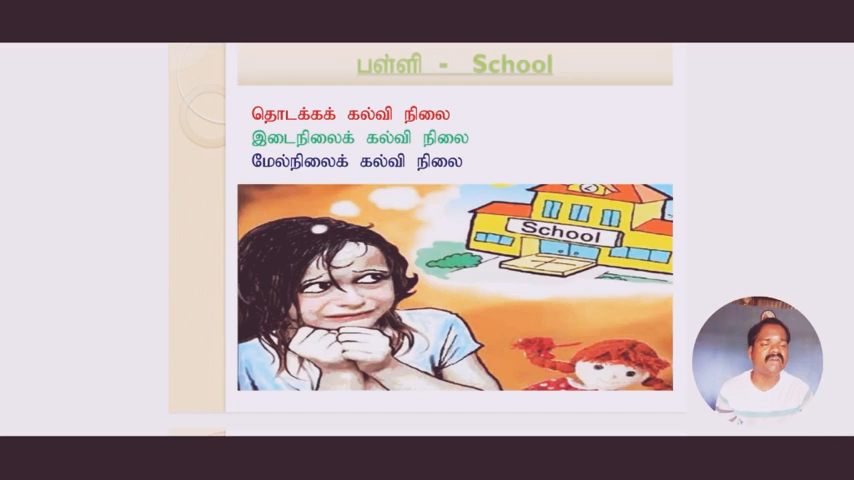 பள்ளி - School
தொடக்கக் கல்வி நிலை
இடைநிலைக் கல்வி நிலை
மேல்நிலைக் கல்வி நிலை
School